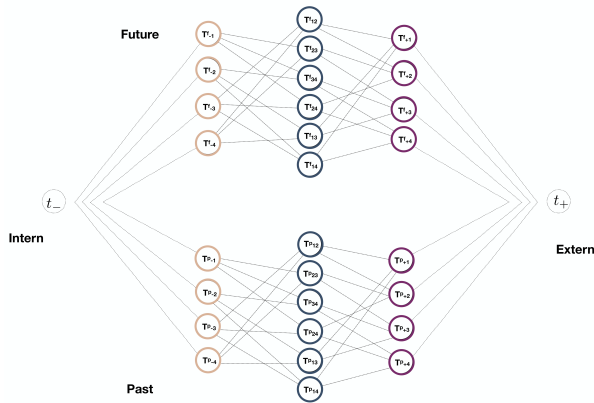 Future
Tᶠ₋₁
Tᶠ₋₂
Tᶠ₋₃
Tᶠ₋₄
Tᶠ₁₂
Tᶠ₂₃
Tᶠ₃₄
Tᶠ₂₄
Tᶠ₁₃
Tᶠ₁₄
Tᶠ₊₁
Tᶠ₊₂
Tᶠ₊₃
Tᶠ₊₄
t₋
Intern
t₊
Extern
Tᵖ₋₁
Tᵖ₋₂
Tᵖ₋₃
Tᵖ₋₄
Tᵖ₁₂
Tᵖ₂₃
Tᵖ₃₄
Tᵖ₂₄
Tᵖ₁₃
Tᵖ₁₄
Tᵖ₊₁
Tᵖ₊₂
Tᵖ₊₃
Tᵖ₊₄
Past